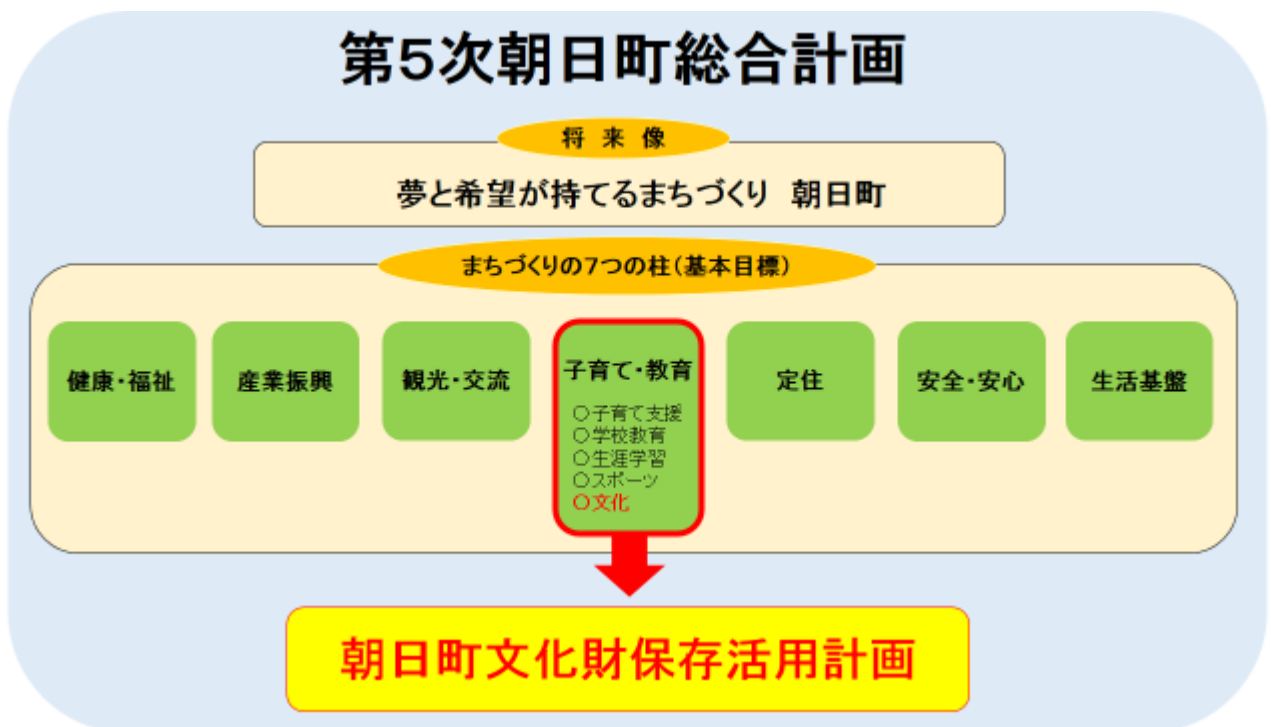 第5次朝日町総合計画
将来像
夢と希望が持てるまちづくり 朝日町
まちづくりの7つの柱(基本目標)
健康・福祉
産業振興
観光・交流
子育て・教育
〇子育て支援
〇学校教育
〇生涯学習
〇スポーツ
〇文化
定住
安全・安心
生活基盤
朝日町文化財保存活用計画